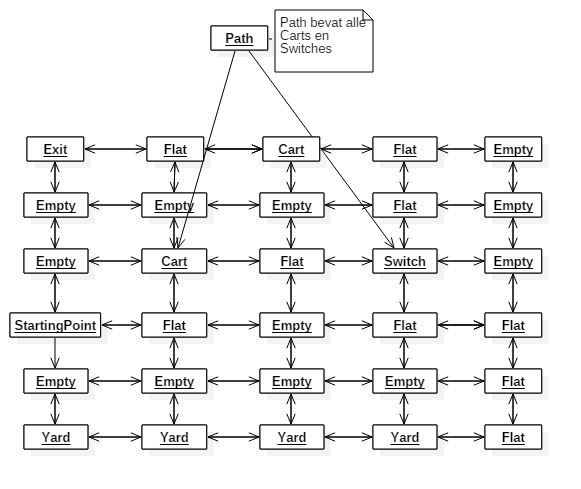 Path
Path bevat alle
Carts en
Switches
Exit Flat Cart Flat Empty
Empty Empty Empty Flat Empty
Empty Cart Flat Switch Empty
StartingPoint Flat Empty Flat Flat
Empty Empty Empty Empty Flat
Yard Yard Yard Yard Flat